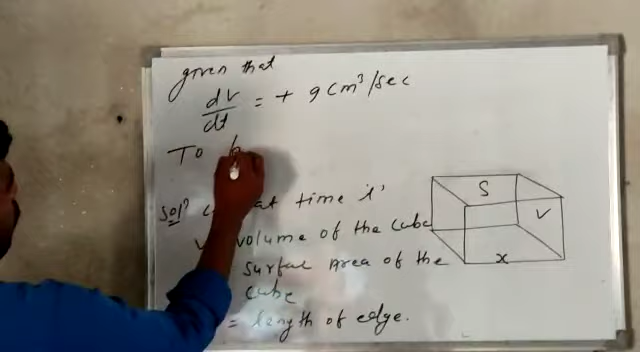 given that
dv/dt = + 9 cm³/sec
To
Solⁿ at time 't'
V volume of the cube
surface Area of the
cube
= length of edge.
S
V
x